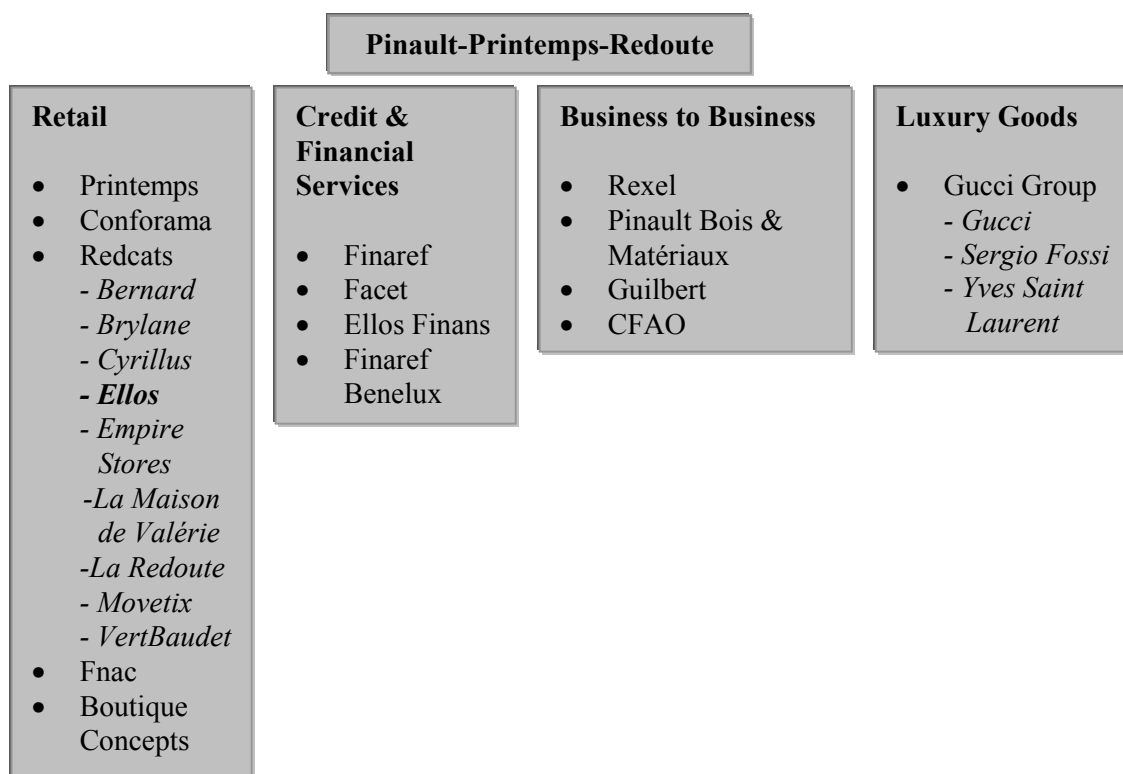 Pinault-Printemps-Redoute
Retail
• Printemps
• Conforama
• Redcats
- Bernard
- Brylane
- Cyrillus
- Ellos
- Empire
Stores
-La Maison
de Valérie
-La Redoute
- Movetix
- VertBaudet
• Fnac
• Boutique
Concepts
Credit &
Financial
Services
• Finaref
• Facet
• Ellos Finans
• Finaref
Benelux
Business to Business
• Rexel
• Pinault Bois &
Matériaux
• Guilbert
• CFAO
Luxury Goods
• Gucci Group
- Gucci
- Sergio Fossi
- Yves Saint
Laurent